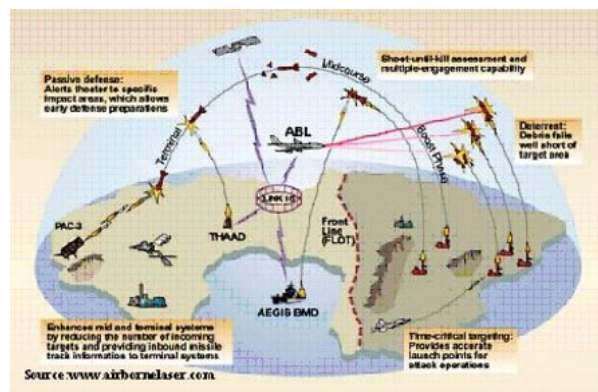 Passive defense:
Alerts theater to specific
impact areas, which allows
early defense preparations
Midcourse
Shoot-until-kill assessment and
multiple-engagement capability
Terminal
ABL
Boost Phase
Deterrent:
Debris falls
well short of
target area
LINK 16
PAC-3
THAAD
Front
Line
(FLOT)
AEGIS BMD
Enhances mid and terminal systems
by reducing the number of incoming
targets and providing inbound missile
track information to terminal systems
Time-critical targeting:
Provides accurate
launch points for
attack operations
Source:www.airbornelaser.com